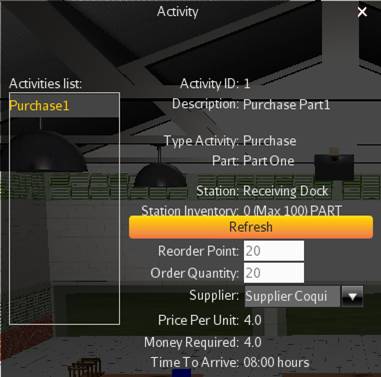 Activity
Activities list:
Purchase1
Activity ID: 1
Description: Purchase Part1
Type Activity: Purchase
Part: Part One
Station: Receiving Dock
Station Inventory: 0 (Max 100) PART
Refresh
Reorder Point: 20
Order Quantity: 20
Supplier: Supplier Coqui
Price Per Unit: 4.0
Money Required: 4.0
Time To Arrive: 08:00 hours